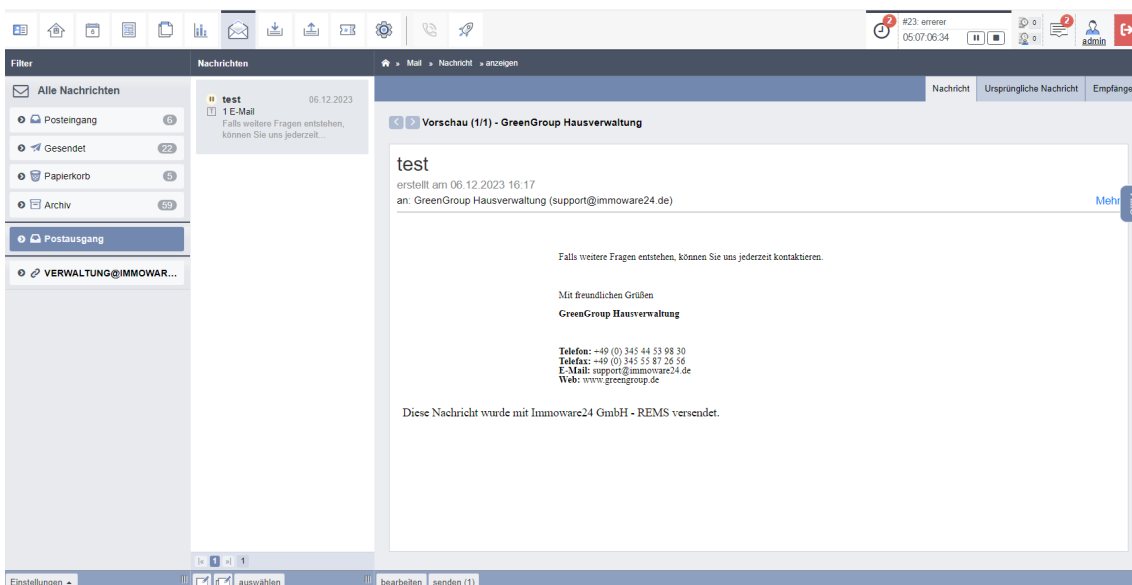 2
#23: errerer
05:07:06:34
0
0
2
admin
Filter
Nachrichten
» Mail » Nachricht » anzeigen
Alle Nachrichten
Posteingang 6
Gesendet 22
Papierkorb 5
Archiv 59
Postausgang
VERWALTUNG@IMMOWAR...
test 06.12.2023
1 E-Mail
Falls weitere Fragen entstehen,
können Sie uns jederzeit...
Nachricht Ursprüngliche Nachricht Empfänge
Vorschau (1/1) - GreenGroup Hausverwaltung
test
erstellt am 06.12.2023 16:17
an: GreenGroup Hausverwaltung (support@immoware24.de)
Mehr
Falls weitere Fragen entstehen, können Sie uns jederzeit kontaktieren.
Mit freundlichen Grüßen
GreenGroup Hausverwaltung
Telefon: +49 (0) 345 44 53 98 30
Telefax: +49 (0) 345 55 87 26 56
E-Mail: support@immoware24.de
Web: www.greengroup.de
Diese Nachricht wurde mit Immoware24 GmbH - REMS versendet.
1 1
Einstellungen
auswählen
bearbeiten senden (1)